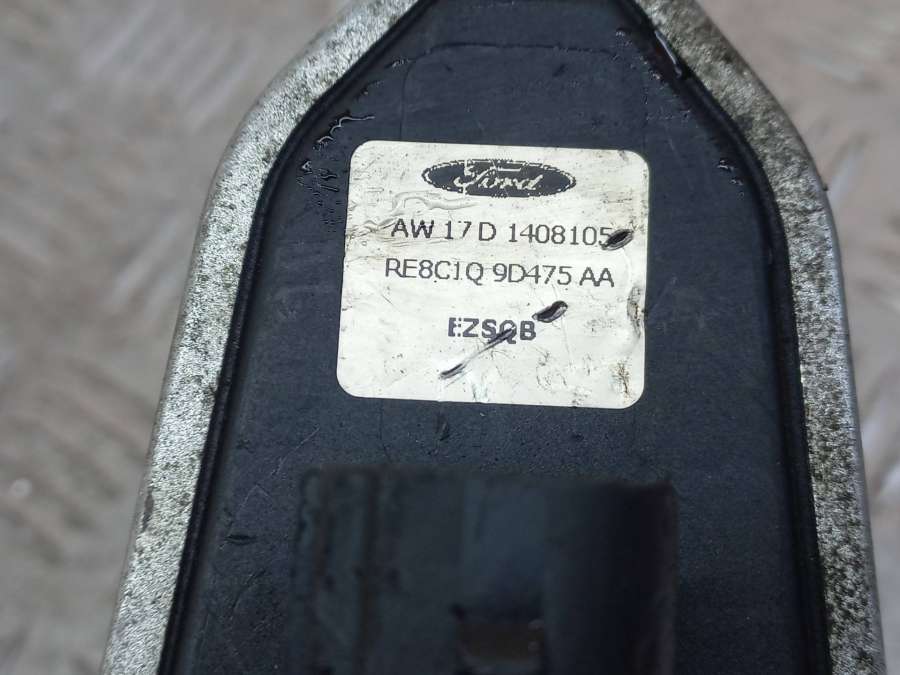 Ford
AW 17 D 1408105
RE8C1Q 9D475 AA
EZSQB